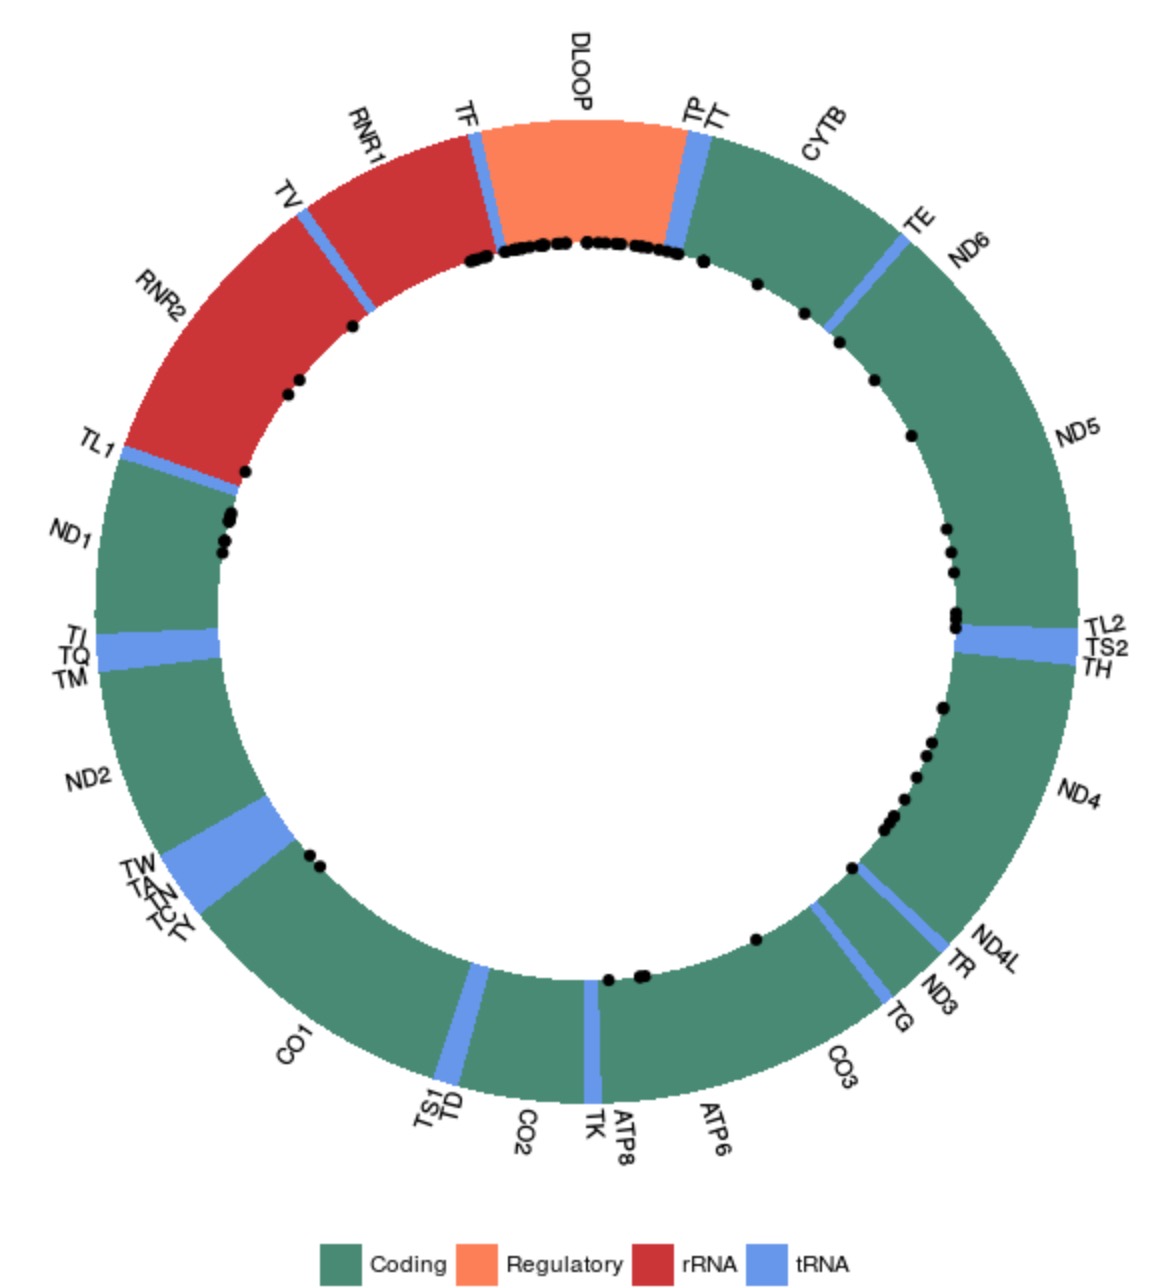 DLOOP
TP
TT
CYTB
TE
ND6
ND5
TL2
TS2
TH
ND4
ND4L
TR
ND3
TG
CO3
ATP6
ATP8
TK
CO2
TD
TS1
CO1
TW
ND2
TM
TQ
TI
ND1
TL1
RNR2
TV
RNR1
TF
Coding
Regulatory
rRNA
tRNA